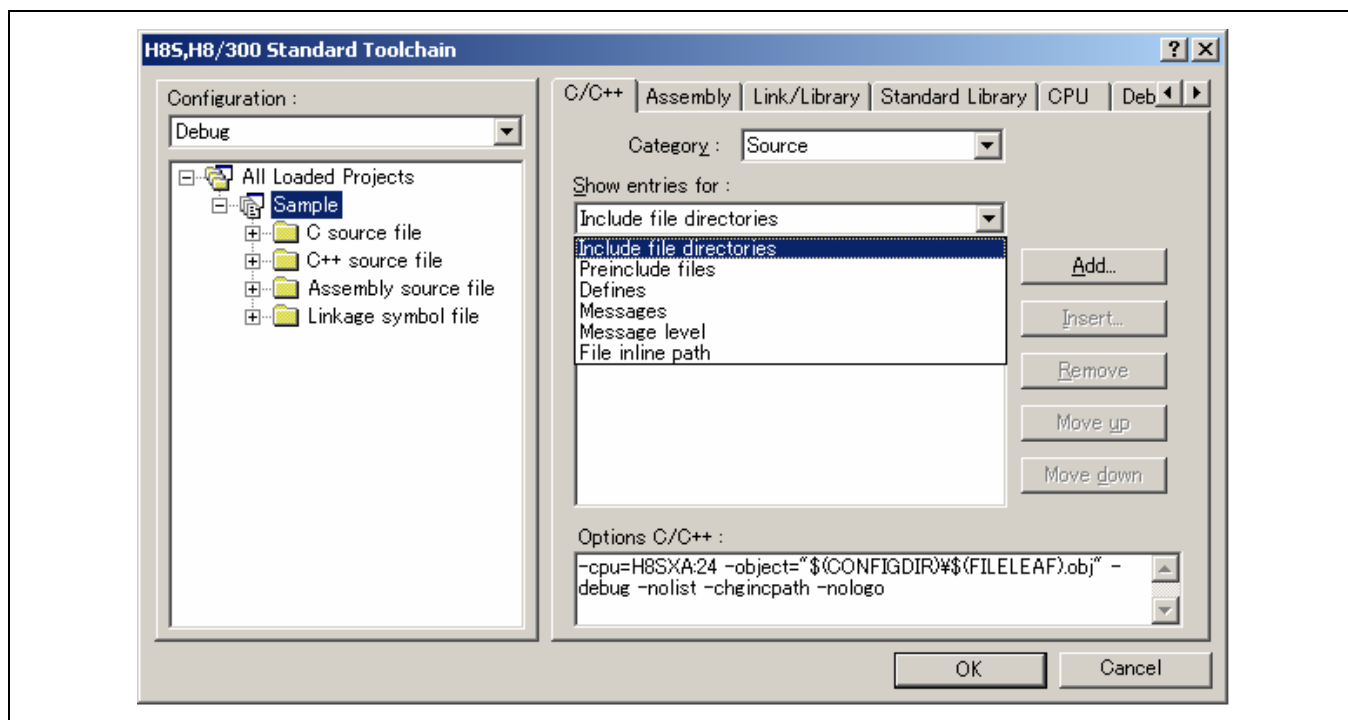 H8S,H8/300 Standard Toolchain
Configuration :
Debug
All Loaded Projects
Sample
C source file
C++ source file
Assembly source file
Linkage symbol file
C/C++ Assembly Link/Library Standard Library CPU Deb
Category : Source
Show entries for :
Include file directories
Include file directories
Preinclude files
Defines
Messages
Message level
File inline path
Add...
Insert...
Remove
Move up
Move down
Options C/C++ :
-cpu=H8SXA:24 -object="$(CONFIGDIR)¥$(FILELEAF).obj" -
debug -nolist -chgincpath -nologo
OK Cancel